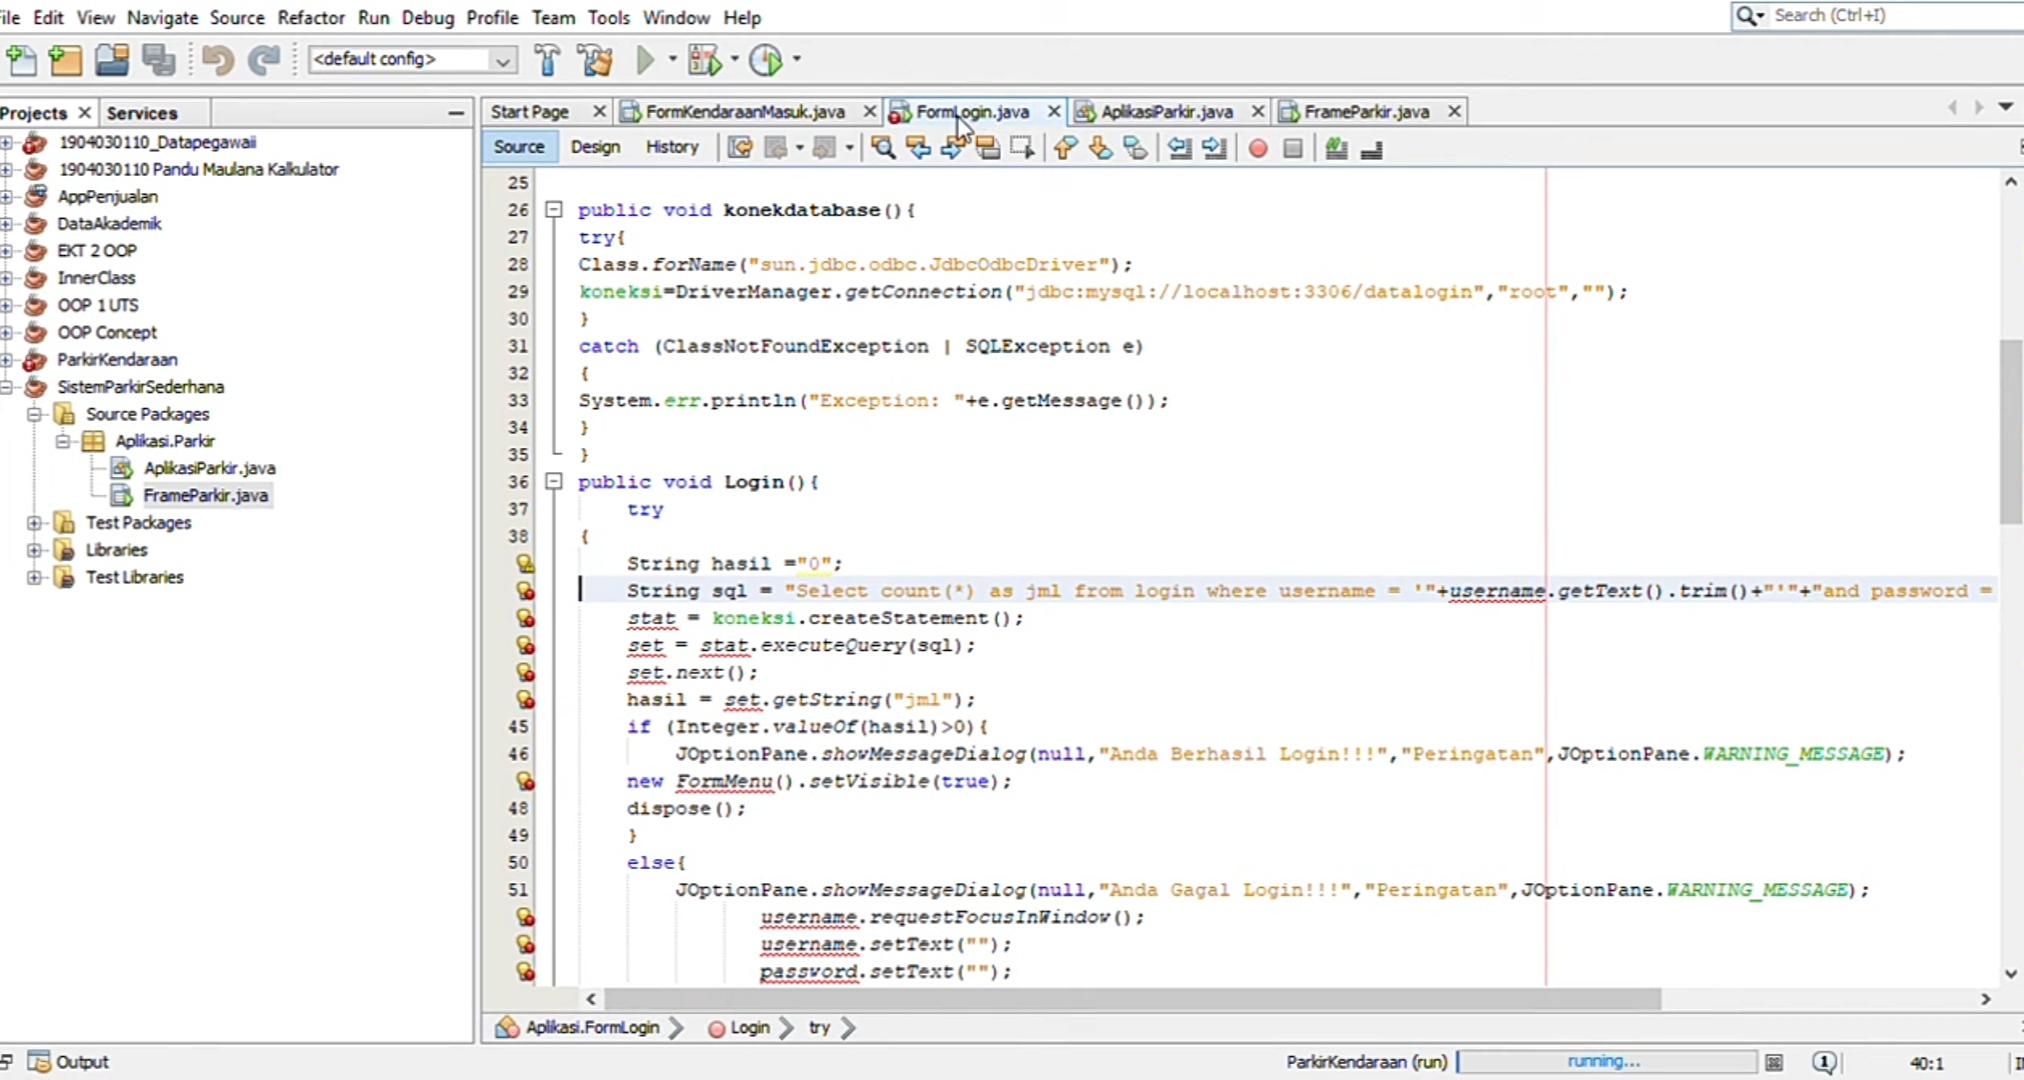 ile Edit View Navigate Source Refactor Run Debug Profile Team Tools Window Help
Search (Ctrl+I)
<default config>
Projects Services
Start Page FormKendaraanMasuk.java FormLogin.java AplikasiParkir.java FrameParkir.java
Source Design History
1904030110_Datapegawaii
1904030110 Pandu Maulana Kalkulator
AppPenjualan
DataAkademik
EKT 2 OOP
InnerClass
OOP 1 UTS
OOP Concept
ParkirKendaraan
SistemParkirSederhana
Source Packages
Aplikasi.Parkir
AplikasiParkir.java
FrameParkir.java
Test Packages
Libraries
Test Libraries
25
26 public void konekdatabase(){
27 try{
28 Class.forName("sun.jdbc.odbc.JdbcOdbcDriver");
29 koneksi=DriverManager.getConnection("jdbc:mysql://localhost:3306/datalogin","root","");
30 }
31 catch (ClassNotFoundException | SQLException e)
32 {
33 System.err.println("Exception: "+e.getMessage());
34 }
35 }
36 public void Login(){
37 try
38 {
String hasil ="0";
String sql = "Select count(*) as jml from login where username = '"+username.getText().trim()+"'"+"and password =
stat = koneksi.createStatement();
set = stat.executeQuery(sql);
set.next();
hasil = set.getString("jml");
45 if (Integer.valueOf(hasil)>0){
46 JOptionPane.showMessageDialog(null,"Anda Berhasil Login!!!","Peringatan",JOptionPane.WARNING_MESSAGE);
new FormMenu().setVisible(true);
48 dispose();
49 }
50 else{
51 JOptionPane.showMessageDialog(null,"Anda Gagal Login!!!","Peringatan",JOptionPane.WARNING_MESSAGE);
username.requestFocusInWindow();
username.setText("");
password.setText("");
Aplikasi.FormLogin Login try
Output
ParkirKendaraan (run) running... 1 40:1